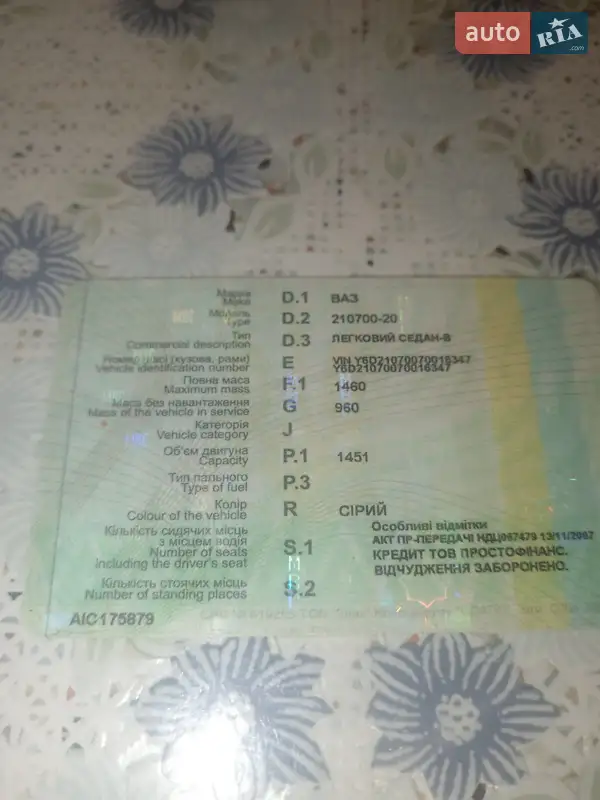 auto RIA.com
Марка
Make D.1 ВАЗ
Модель
Type D.2 210700-20
Тип
Commercial description D.3 ЛЕГКОВИЙ СЕДАН-В
Номер шасі (кузова, рами)
Vehicle identification number E VIN Y6D21070070016347
Y6D21070070016347
Повна маса
Maximum mass F.1 1460
Маса без навантаження
Mass of the vehicle in service G 960
Категорія
Vehicle category J
Об'єм двигуна
Capacity P.1 1451
Тип пального
Type of fuel P.3
Колір
Colour of the vehicle R СІРИЙ
Кількість сидячих місць
з місцем водія
Number of seats
including the driver's seat S.1
Кількість стоячих місць
Number of standing places S.2
Особливі відмітки
АКТ ПР-ПЕРЕДАЧІ НДЦ067479 13/11/2007
КРЕДИТ ТОВ ПРОСТОФІНАНС.
ВІДЧУДЖЕННЯ ЗАБОРОНЕНО.
АІС175879